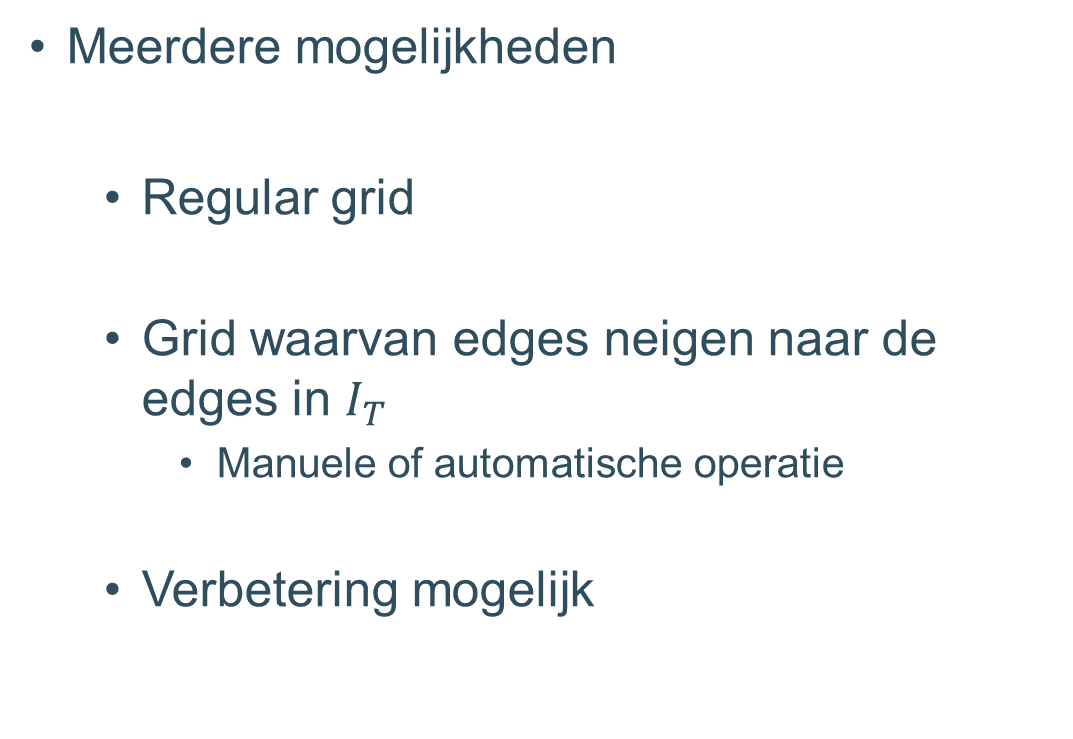 • Meerdere mogelijkheden
• Regular grid
• Grid waarvan edges neigen naar de
edges in I_T
• Manuele of automatische operatie
• Verbetering mogelijk